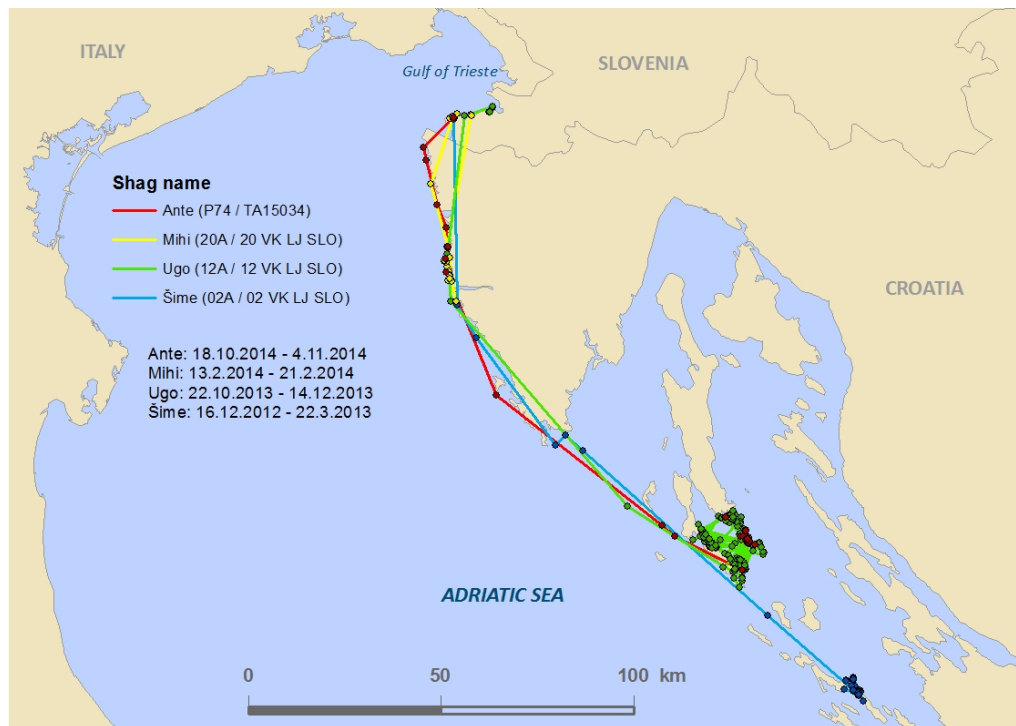 ITALY
Gulf of Trieste
SLOVENIA
Shag name
Ante (P74 / TA15034)
Mihi (20A / 20 VK LJ SLO)
Ugo (12A / 12 VK LJ SLO)
Šime (02A / 02 VK LJ SLO)
CROATIA
Ante: 18.10.2014 - 4.11.2014
Mihi: 13.2.2014 - 21.2.2014
Ugo: 22.10.2013 - 14.12.2013
Šime: 16.12.2012 - 22.3.2013
ADRIATIC SEA
0 50 100 km